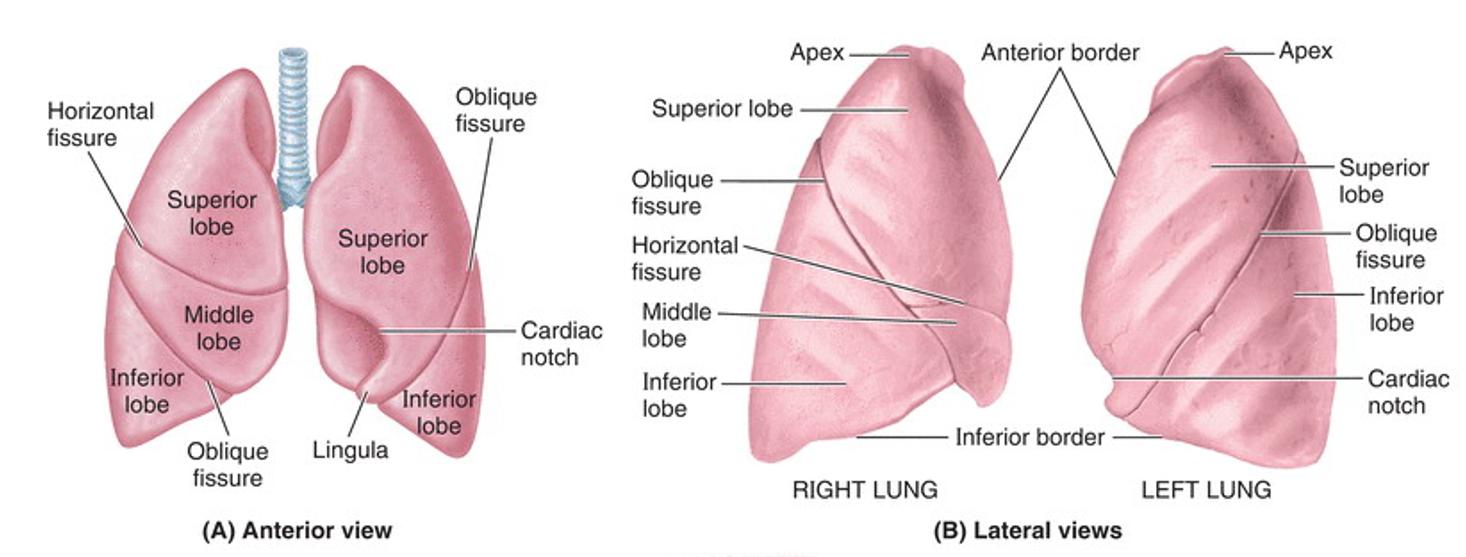 Horizontal
fissure
Superior
lobe
Middle
lobe
Inferior
lobe
Oblique
fissure
Oblique
fissure
Superior
lobe
Cardiac
notch
Inferior
lobe
Lingula
(A) Anterior view
Apex
Superior lobe
Oblique
fissure
Horizontal
fissure
Middle
lobe
Inferior
lobe
Anterior border
Inferior border
Apex
Superior
lobe
Oblique
fissure
Inferior
lobe
Cardiac
notch
RIGHT LUNG
LEFT LUNG
(B) Lateral views